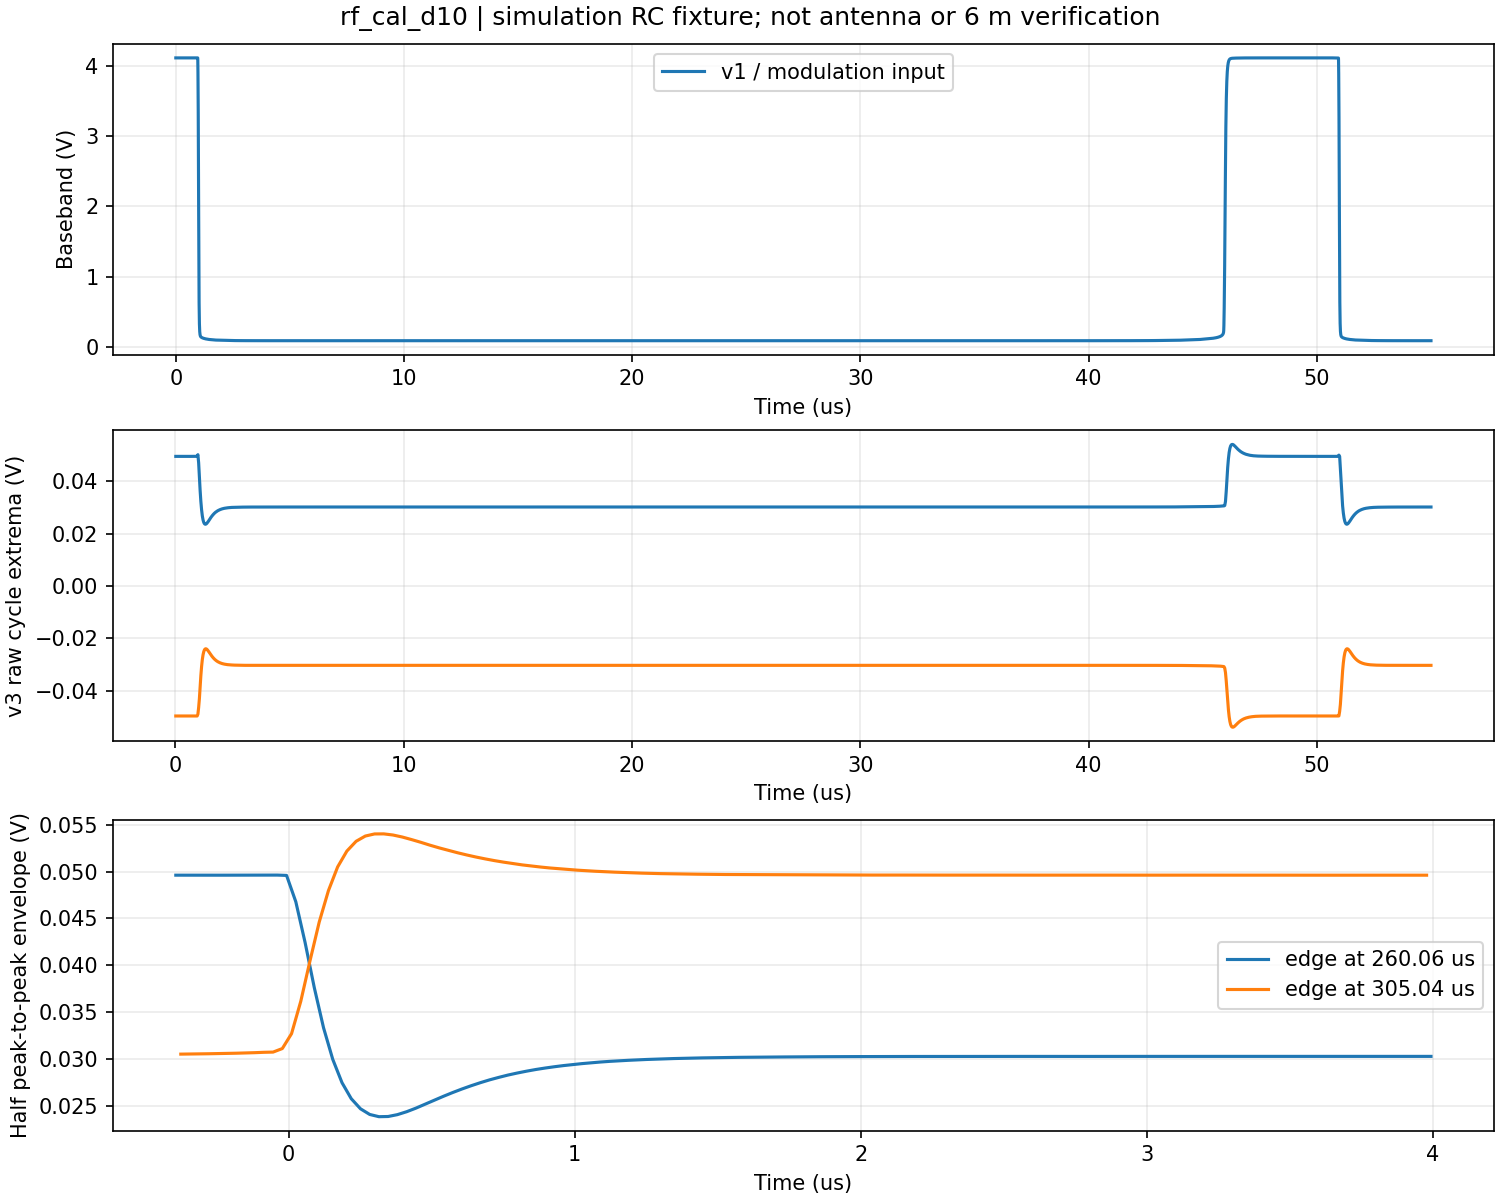 rf_cal_d10 | simulation RC fixture; not antenna or 6 m verification
v1 / modulation input
Baseband (V)
4
3
2
1
0
0 10 20 30 40 50
Time (us)
v3 raw cycle extrema (V)
0.04
0.02
0.00
−0.02
−0.04
0 10 20 30 40 50
Time (us)
Half peak-to-peak envelope (V)
0.055
0.050
0.045
0.040
0.035
0.030
0.025
edge at 260.06 us
edge at 305.04 us
0 1 2 3 4
Time (us)